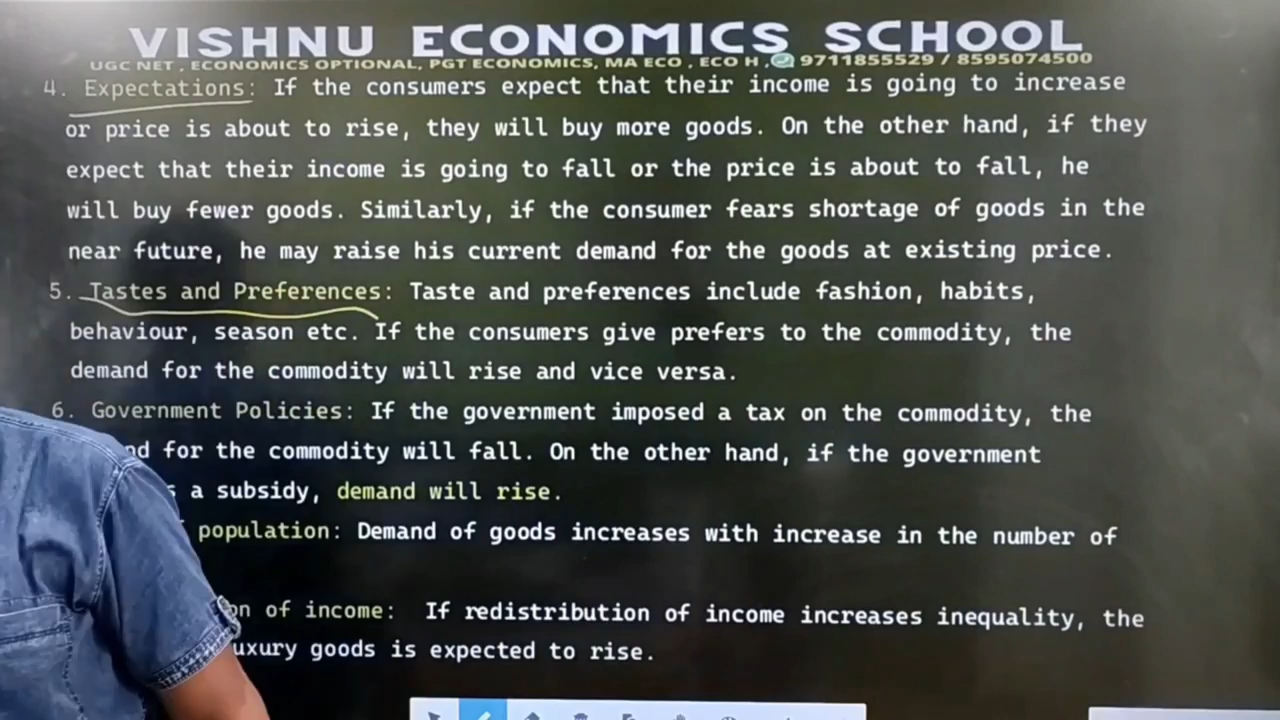 VISHNU ECONOMICS SCHOOL
UGC NET , ECONOMICS OPTIONAL, PGT ECONOMICS, MA ECO , ECO H , 9711855529 / 8595074500
4. Expectations: If the consumers expect that their income is going to increase
or price is about to rise, they will buy more goods. On the other hand, if they
expect that their income is going to fall or the price is about to fall, he
will buy fewer goods. Similarly, if the consumer fears shortage of goods in the
near future, he may raise his current demand for the goods at existing price.
5. Tastes and Preferences: Taste and preferences include fashion, habits,
behaviour, season etc. If the consumers give prefers to the commodity, the
demand for the commodity will rise and vice versa.
6. Government Policies: If the government imposed a tax on the commodity, the
for the commodity will fall. On the other hand, if the government
a subsidy, demand will rise.
population: Demand of goods increases with increase in the number of
of income: If redistribution of income increases inequality, the
goods is expected to rise.